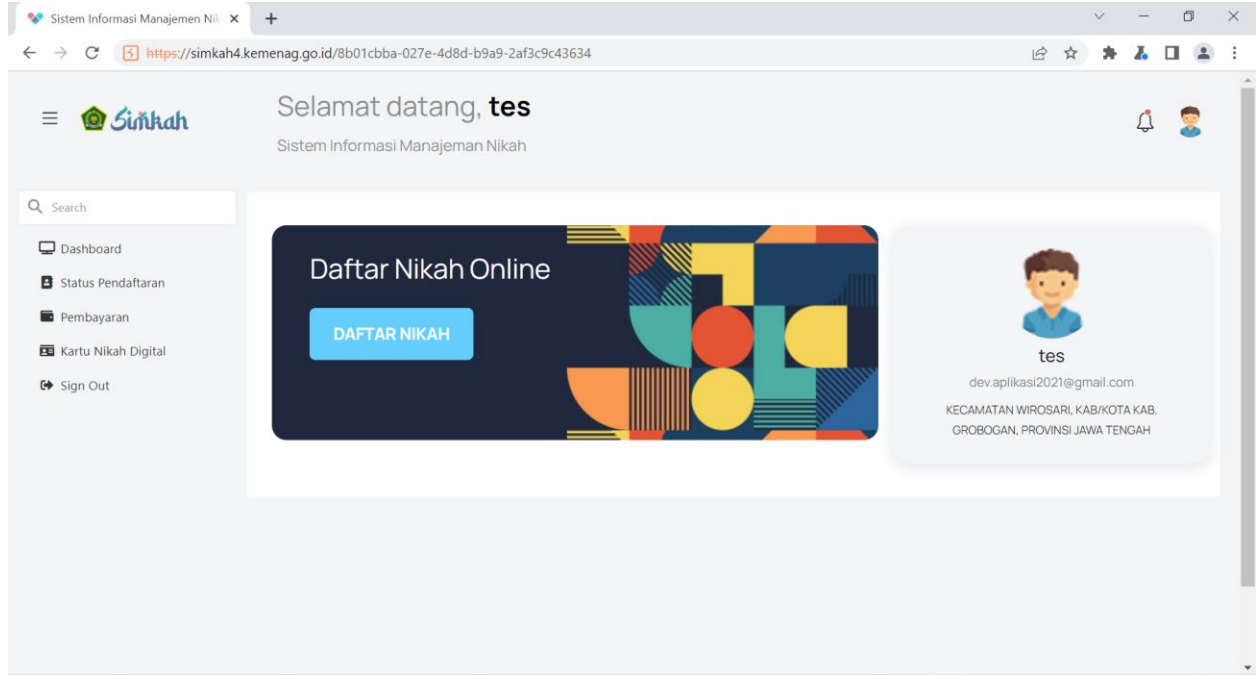 Sistem Informasi Manajemen Nik
https://simkah4.kemenag.go.id/8b01cbba-027e-4d8d-b9a9-2af3c9c43634
Simkah
Selamat datang, tes
Sistem Informasi Manajeman Nikah
Search
Dashboard
Status Pendaftaran
Pembayaran
Kartu Nikah Digital
Sign Out
Daftar Nikah Online
DAFTAR NIKAH
tes
dev.aplikasi2021@gmail.com
KECAMATAN WIROSARI, KAB/KOTA KAB.
GROBOGAN, PROVINSI JAWA TENGAH